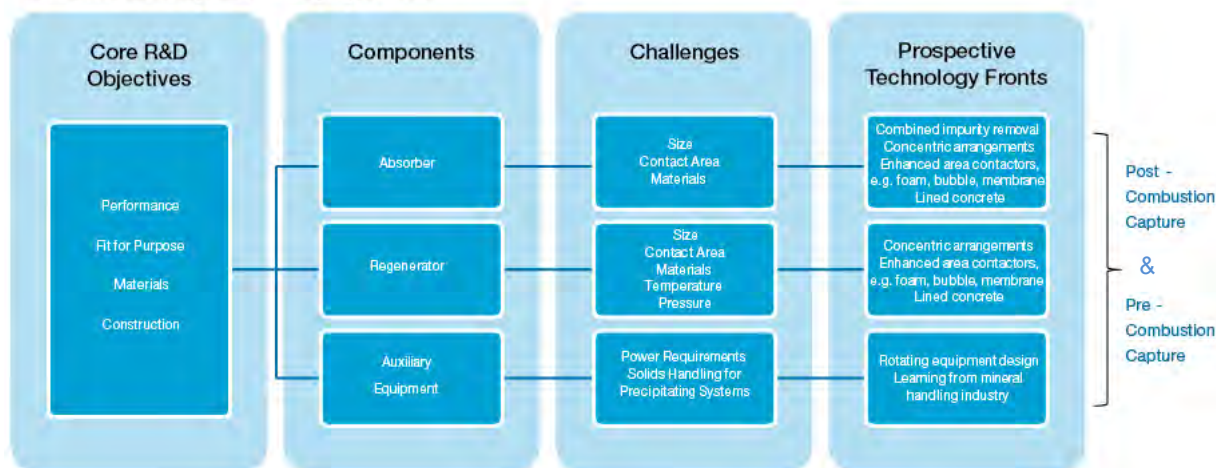 Core R&D
Objectives
Components
Challenges
Prospective
Technology Fronts
Performance
Fit for Purpose
Materials
Construction
Absorber
Size
Contact Area
Materials
Combined impurity removal
Concentric arrangements
Enhanced area contactors,
e.g. foam, bubble, membrane
Lined concrete
Regenerator
Size
Contact Area
Materials
Temperature
Pressure
Concentric arrangements
Enhanced area contactors,
e.g. foam, bubble, membrane
Lined concrete
Auxiliary
Equipment
Power Requirements
Solids Handling for
Precipitating Systems
Rotating equipment design
Learning from mineral
handling industry
Post -
Combustion
Capture
&
Pre -
Combustion
Capture